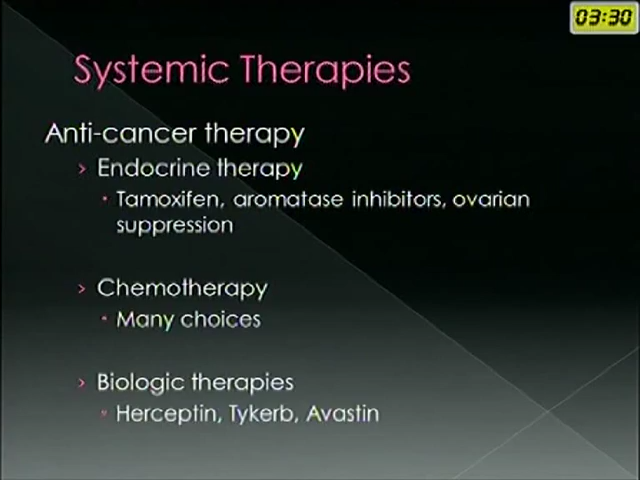 03:30
Systemic Therapies
Anti-cancer therapy
› Endocrine therapy
• Tamoxifen, aromatase inhibitors, ovarian
suppression
› Chemotherapy
• Many choices
› Biologic therapies
• Herceptin, Tykerb, Avastin